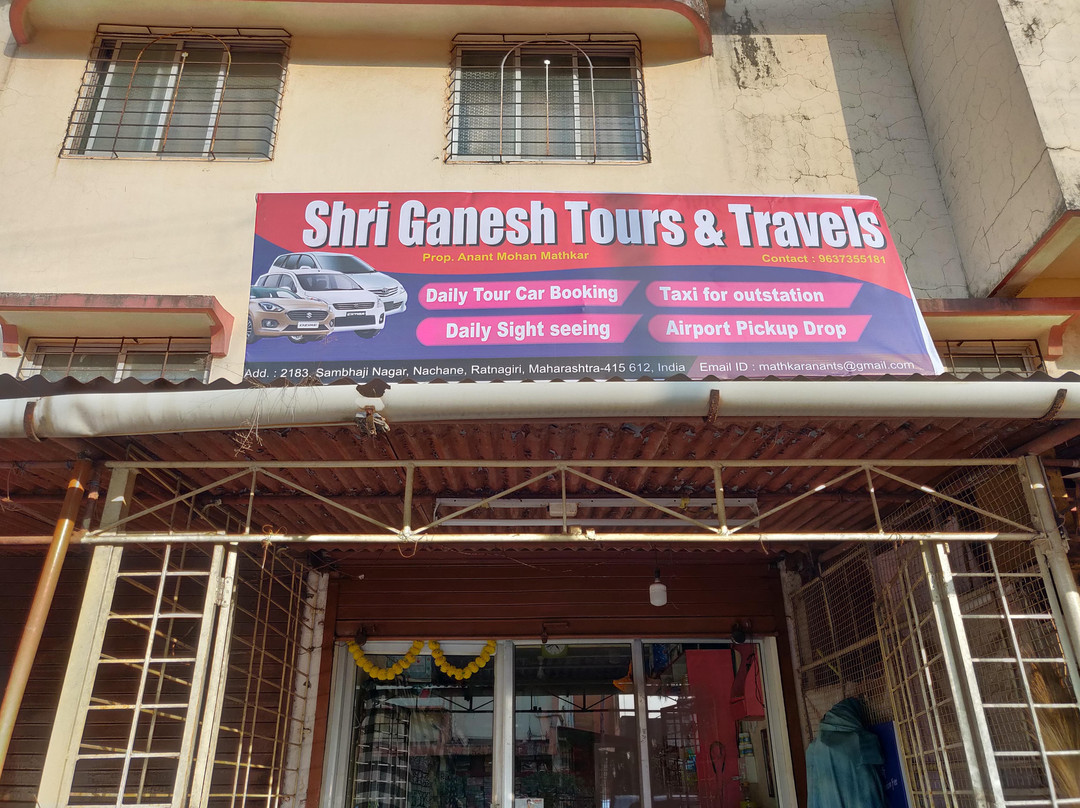 Shri Ganesh Tours & Travels
Prop. Anant Mohan Mathkar
Contact : 9637355181
Daily Tour Car Booking
Taxi for outstation
Daily Sight seeing
Airport Pickup Drop
Add. : 2183, Sambhaji Nagar, Nachane, Ratnagiri, Maharashtra-415 612, India
Email ID : mathkaranants@gmail.com